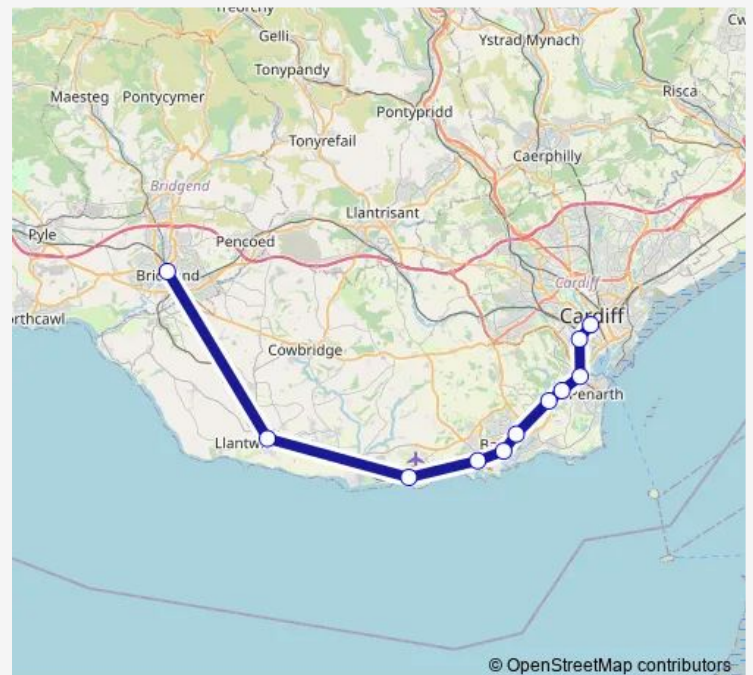 Gelli
Ystrad Mynach
Tonypandy
Maesteg
Pontycymer
Risca
Pontypridd
Tonyrefail
Caerphilly
Bridgend
Llantrisant
Pyle
Pencoed
Cardiff
Cardiff
Cowbridge
Penarth
© OpenStreetMap contributors